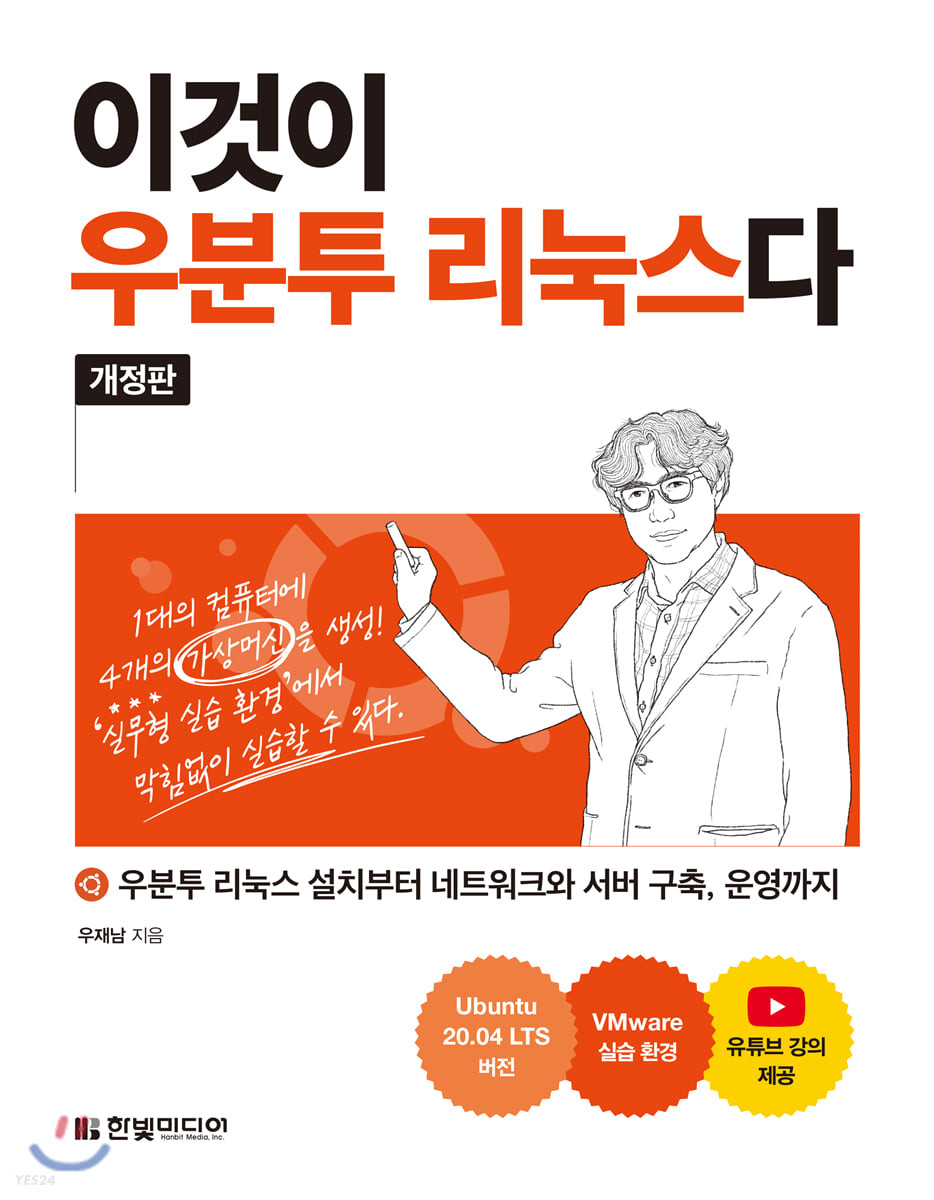 이것이
우분투 리눅스다
개정판
1대의 컴퓨터에
4개의 가상머신을 생성!
'실무형 실습 환경'에서
막힘없이 실습할 수 있다.
우분투 리눅스 설치부터 네트워크와 서버 구축, 운영까지
우재남 지음
Ubuntu
20.04 LTS
버전
VMware
실습 환경
유튜브 강의
제공
한빛미디어
Hanbit Media, Inc.
YES24